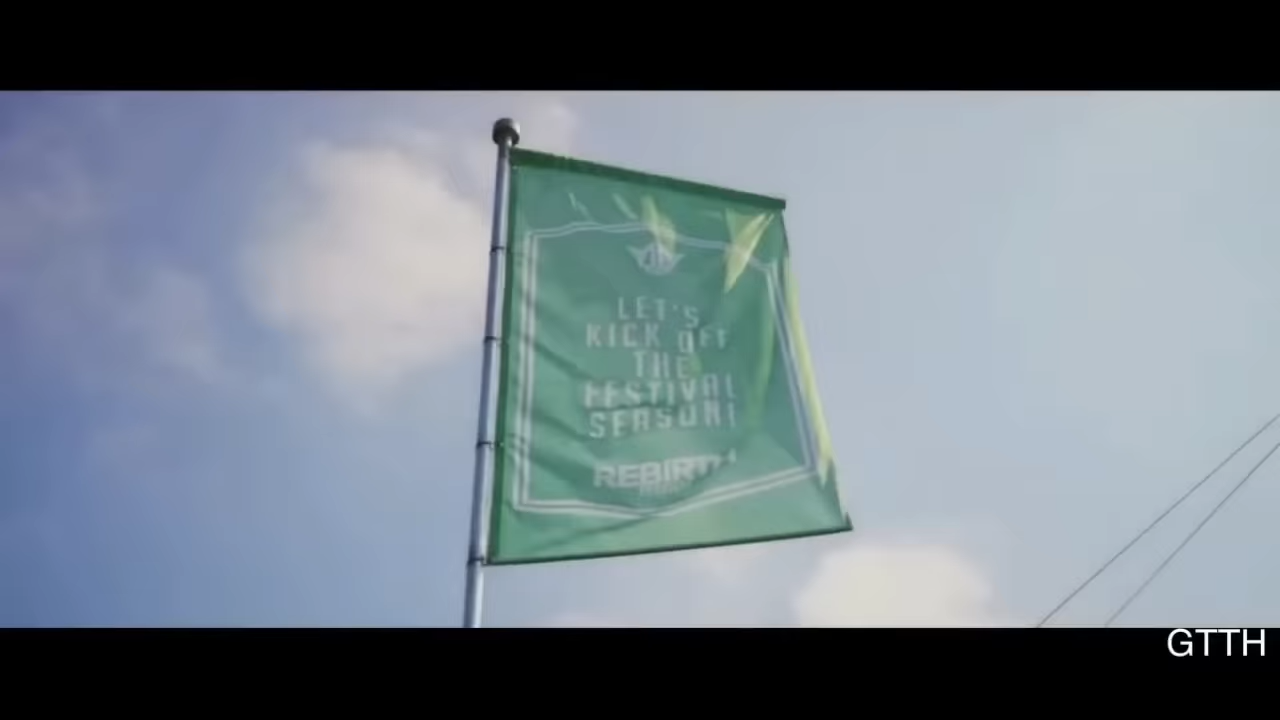 LET'S
KICK OFF
THE
FESTIVAL
SEASON!
REBIRTH
GTTH